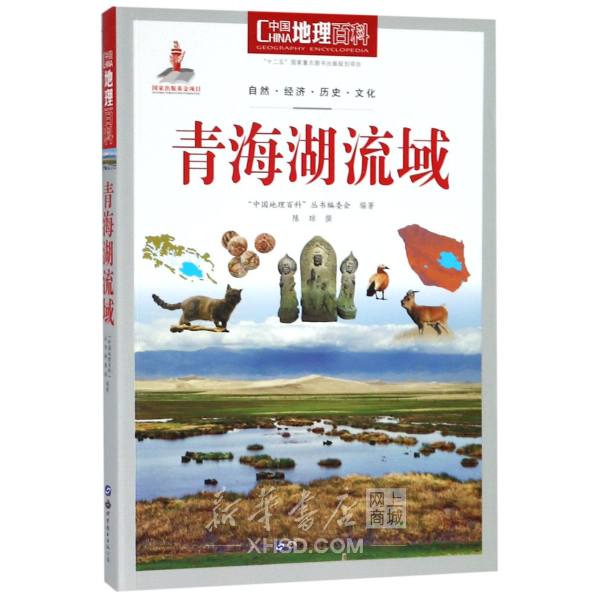 中国
CHINA
地理百科
GEOGRAPHY ENCYCLOPEDIA
"十二五"国家重点图书出版规划项目
国家出版基金项目
自然·经济·历史·文化
青海湖流域
"中国地理百科"丛书编委会 编著
陈琼 撰
中国
CHINA
地理百科
青海湖流域
新华书店
网上
商城
XHSD.COM